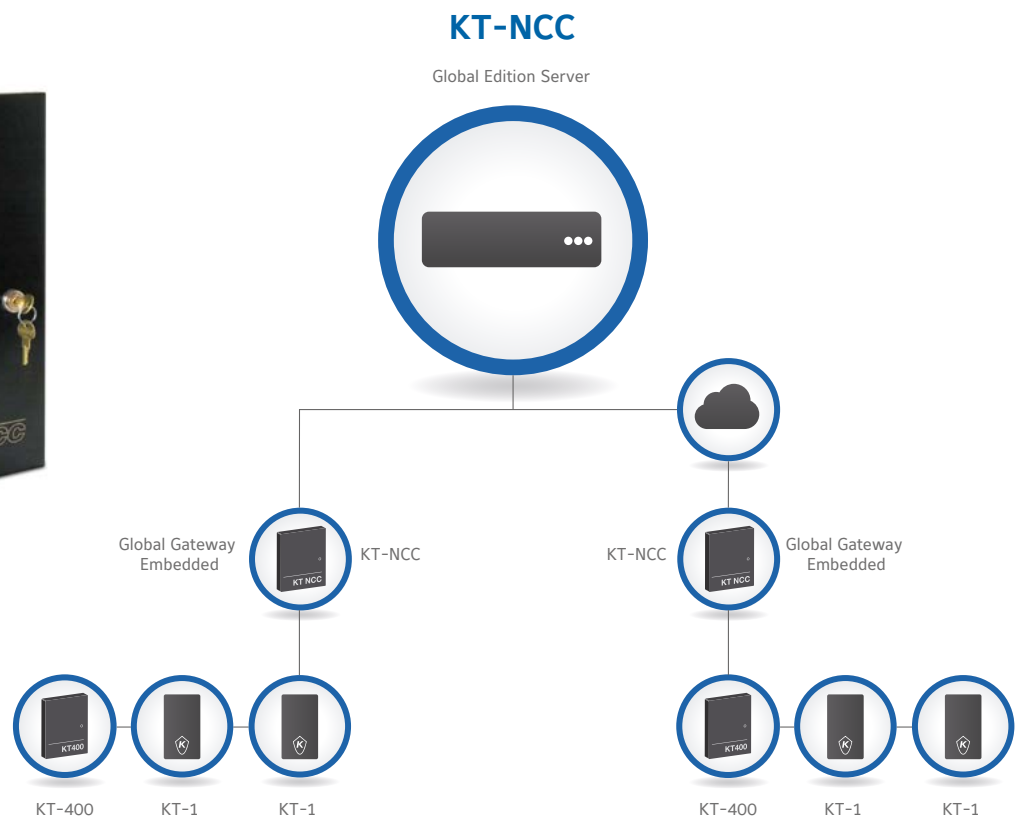 KT-NCC
Global Edition Server
CC
Global Gateway
Embedded
KT NCC
KT-NCC
KT-NCC
KT NCC
Global Gateway
Embedded
KT400
K
K
KT400
K
K
KT-400
KT-1
KT-1
KT-400
KT-1
KT-1